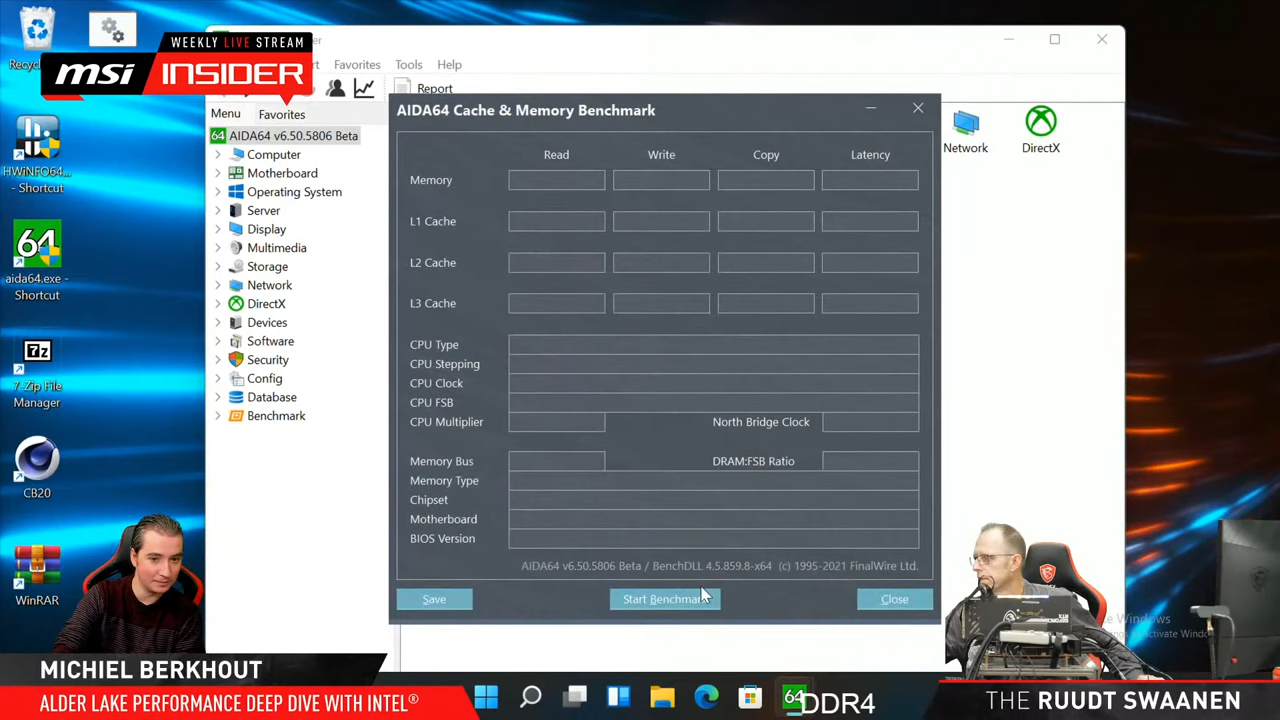 WEEKLY LIVE STREAM
msi INSIDER
Favorites Tools Help
Report
Menu Favorites
64 AIDA64 v6.50.5806 Beta
Computer
Motherboard
Operating System
Server
Display
Multimedia
Storage
Network
DirectX
Devices
Software
Security
Config
Database
Benchmark
HWiNFO64...
- Shortcut
64
aida64.exe -
Shortcut
7z
7-Zip File
Manager
CB20
WinRAR
AIDA64 Cache & Memory Benchmark
Read Write Copy Latency
Memory
L1 Cache
L2 Cache
L3 Cache
CPU Type
CPU Stepping
CPU Clock
CPU FSB
CPU Multiplier North Bridge Clock
Memory Bus DRAM:FSB Ratio
Memory Type
Chipset
Motherboard
BIOS Version
AIDA64 v6.50.5806 Beta / BenchDLL 4.5.859.8-x64 (c) 1995-2021 FinalWire Ltd.
Save Start Benchmark Close
Network DirectX
MICHIEL BERKHOUT
ALDER LAKE PERFORMANCE DEEP DIVE WITH INTEL®
64
DDR4
THE RUUDT SWAANEN